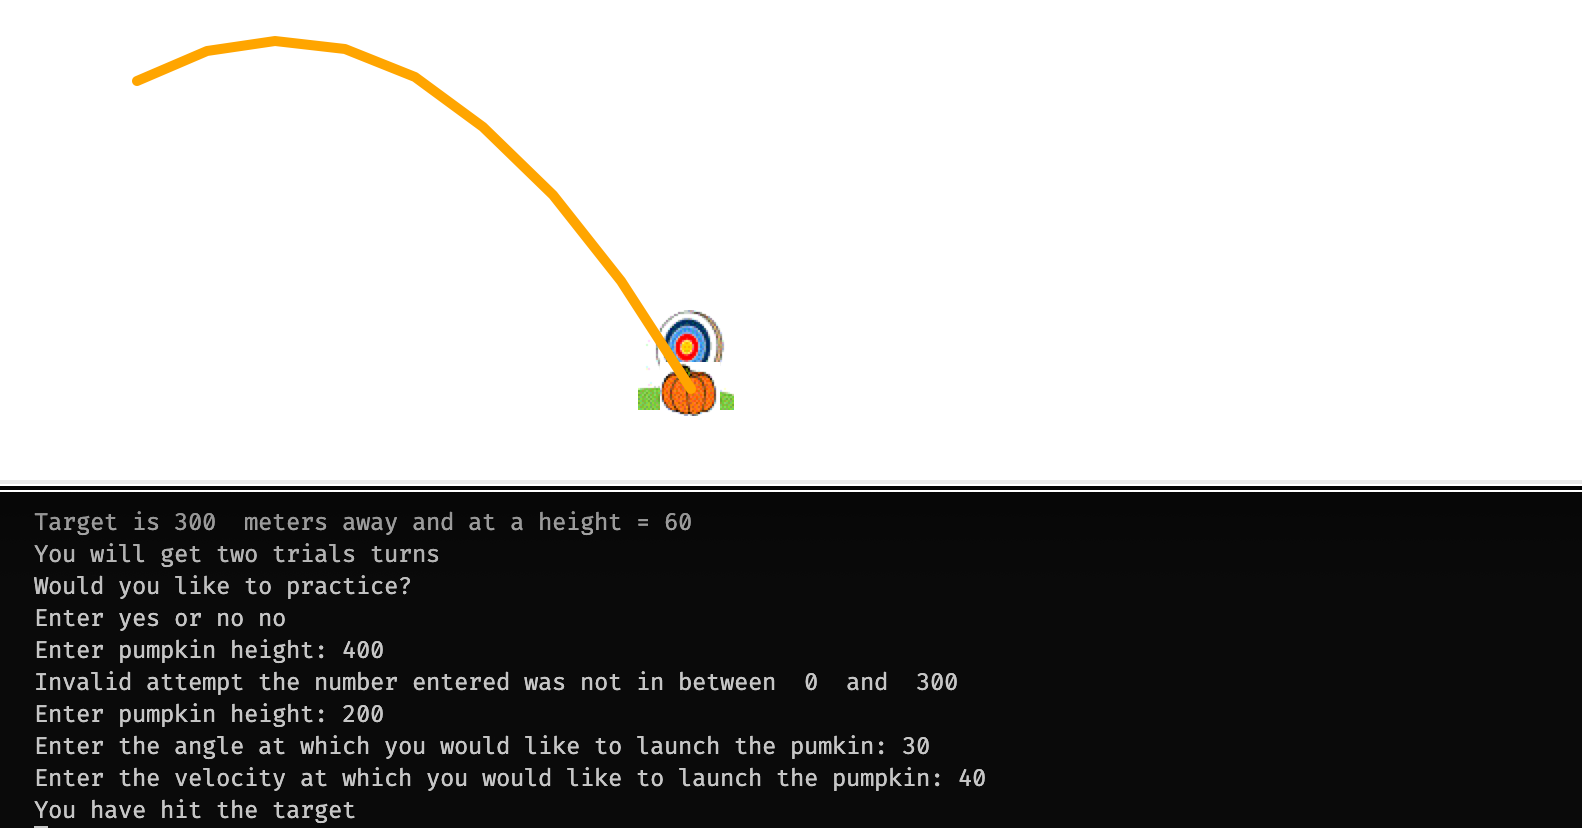 Target is 300  meters away and at a height = 60
You will get two trials turns
Would you like to practice?
Enter yes or no no
Enter pumpkin height: 400
Invalid attempt the number entered was not in between  0  and  300
Enter pumpkin height: 200
Enter the angle at which you would like to launch the pumkin: 30
Enter the velocity at which you would like to launch the pumpkin: 40
You have hit the target